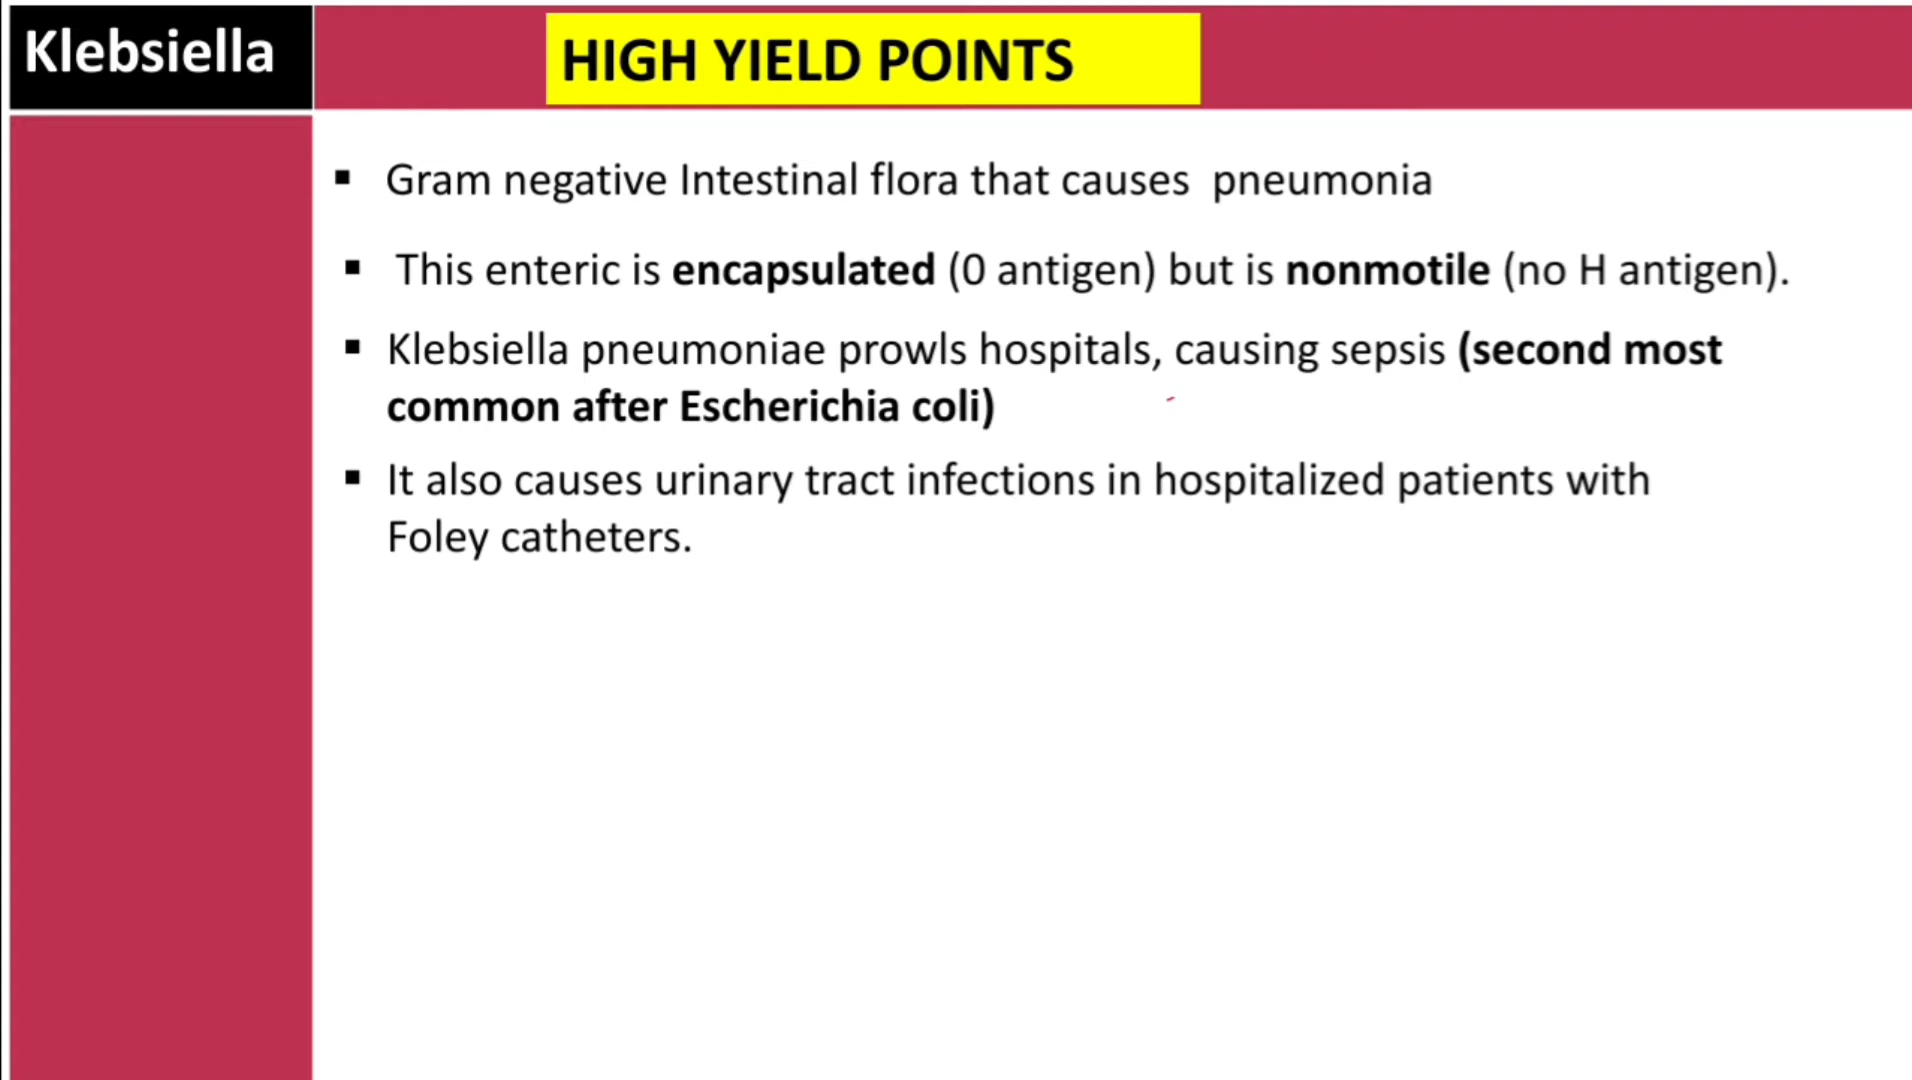 Klebsiella
HIGH YIELD POINTS
▪ Gram negative Intestinal flora that causes pneumonia
▪ This enteric is encapsulated (0 antigen) but is nonmotile (no H antigen).
▪ Klebsiella pneumoniae prowls hospitals, causing sepsis (second most
common after Escherichia coli)
▪ It also causes urinary tract infections in hospitalized patients with
Foley catheters.